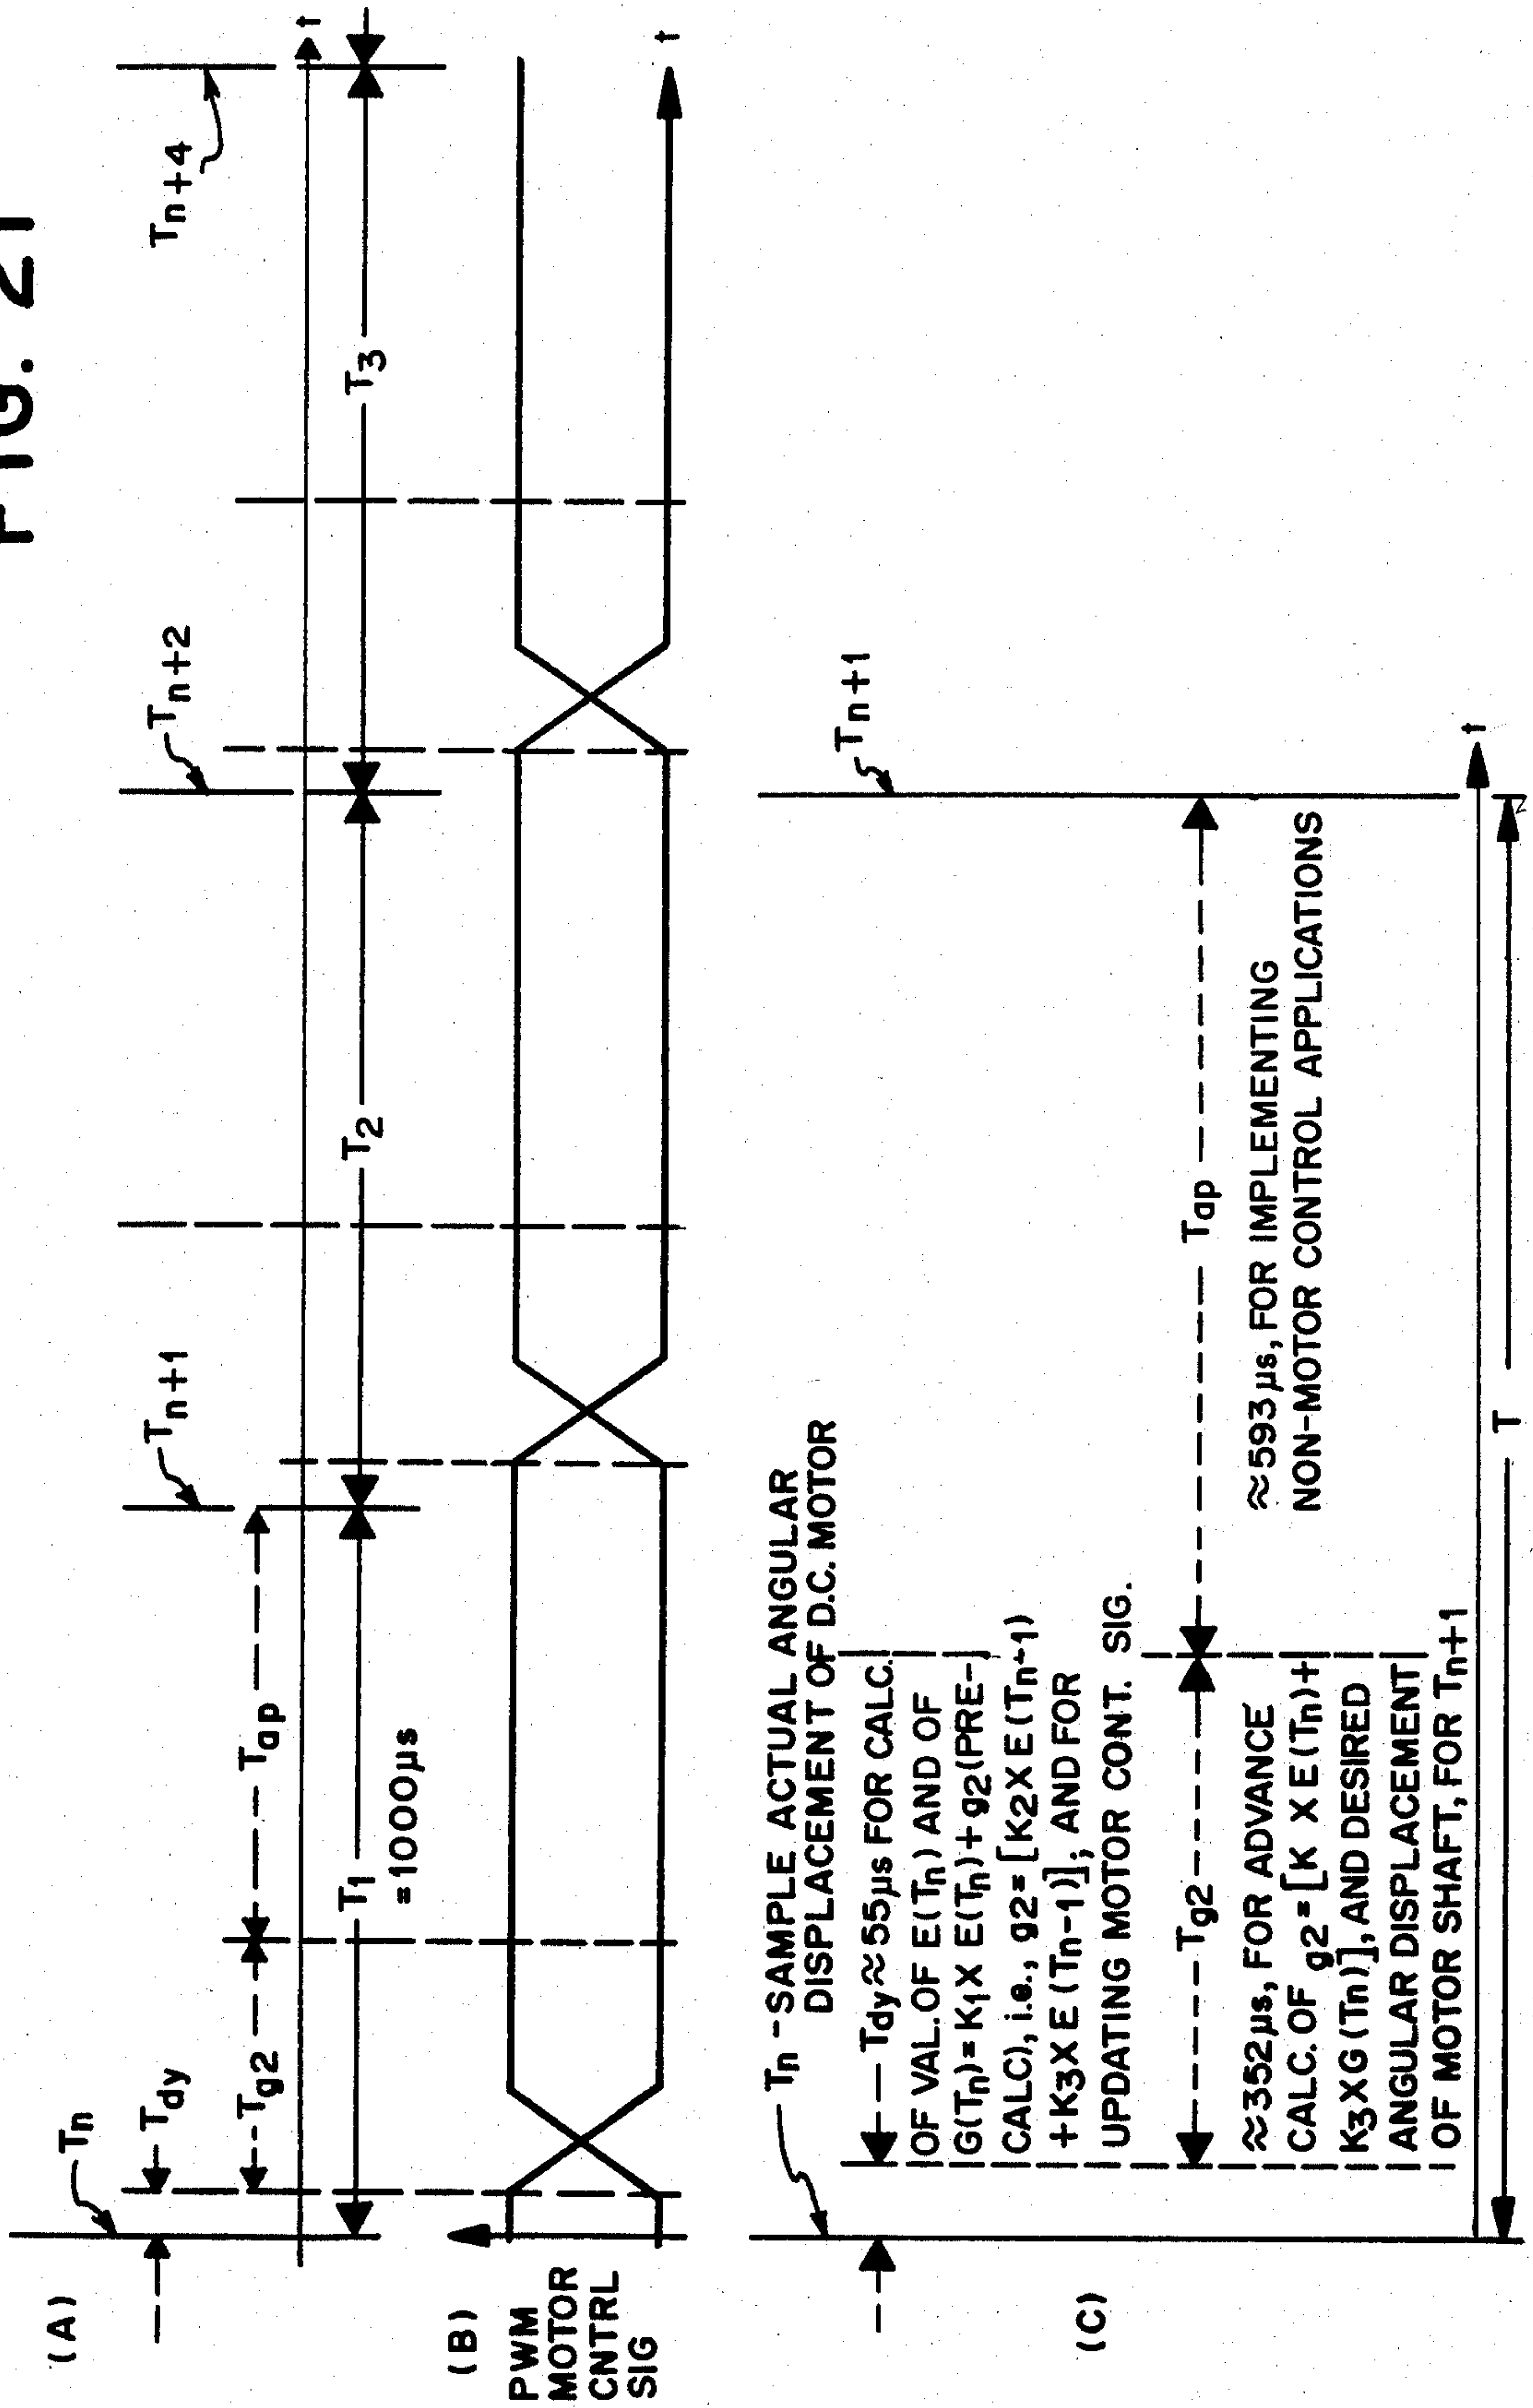 FIG. 21
(A)
Tn
Tdy
Tg2
Tap
T1
=1000µs
Tn+1
T2
Tn+2
T3
Tn+4
t
(B)
PWM
MOTOR
CNTRL
SIG
t
(C)
Tn-SAMPLE ACTUAL ANGULAR
DISPLACEMENT OF D.C. MOTOR
Tdy≈55µs FOR CALC.
OF VAL. OF E(Tn) AND OF
G(Tn)=K1X E(Tn)+g2(PRE-
CALC), i.e., g2=[K2X E(Tn-1)
+K3X E(Tn-1)]; AND FOR
UPDATING MOTOR CONT. SIG.
Tn+1
Tg2
Tap
≈352µs, FOR ADVANCE
CALC. OF g2=[K X E(Tn)+
K3XG(Tn)], AND DESIRED
ANGULAR DISPLACEMENT
OF MOTOR SHAFT, FOR Tn+1
≈593µs, FOR IMPLEMENTING
NON-MOTOR CONTROL APPLICATIONS
t
T